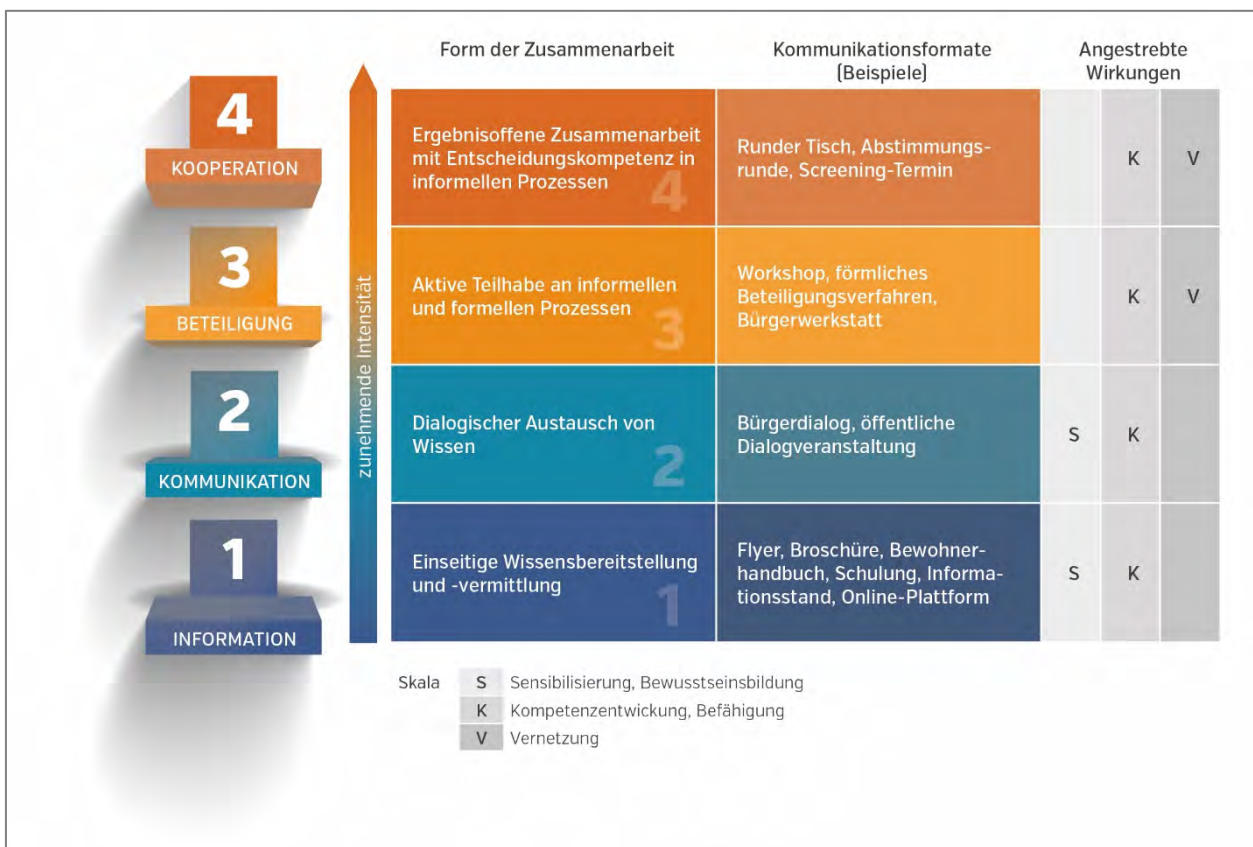 Form der Zusammenarbeit
Kommunikationsformate
(Beispiele)
Angestrebte
Wirkungen
4
KOOPERATION
Ergebnisoffene Zusammenarbeit
mit Entscheidungskompetenz in
informellen Prozessen
4
Runder Tisch, Abstimmungs-
runde, Screening-Termin
K
V
3
BETEILIGUNG
Aktive Teilhabe an informellen
und formellen Prozessen
3
Workshop, förmliches
Beteiligungsverfahren,
Bürgerwerkstatt
K
V
zunehmende Intensität
2
KOMMUNIKATION
Dialogischer Austausch von
Wissen
2
Bürgerdialog, öffentliche
Dialogveranstaltung
S
K
1
INFORMATION
Einseitige Wissensbereitstellung
und -vermittlung
1
Flyer, Broschüre, Bewohner-
handbuch, Schulung, Informa-
tionsstand, Online-Plattform
S
K
Skala
S Sensibilisierung, Bewusstseinsbildung
K Kompetenzentwickung, Befähigung
V Vernetzung